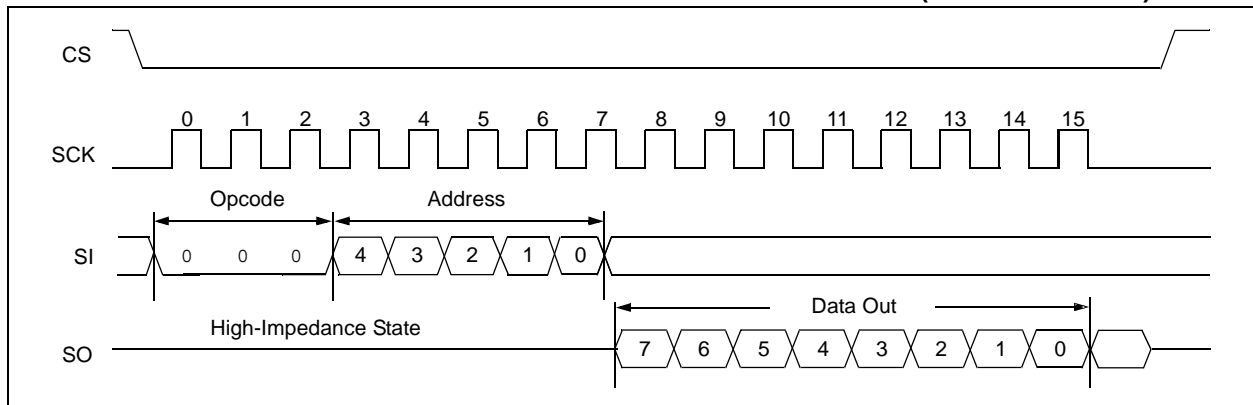 CS
0 1 2 3 4 5 6 7 8 9 10 11 12 13 14 15
SCK
Opcode Address
SI 0 0 0 4 3 2 1 0
Data Out
High-Impedance State
SO 7 6 5 4 3 2 1 0